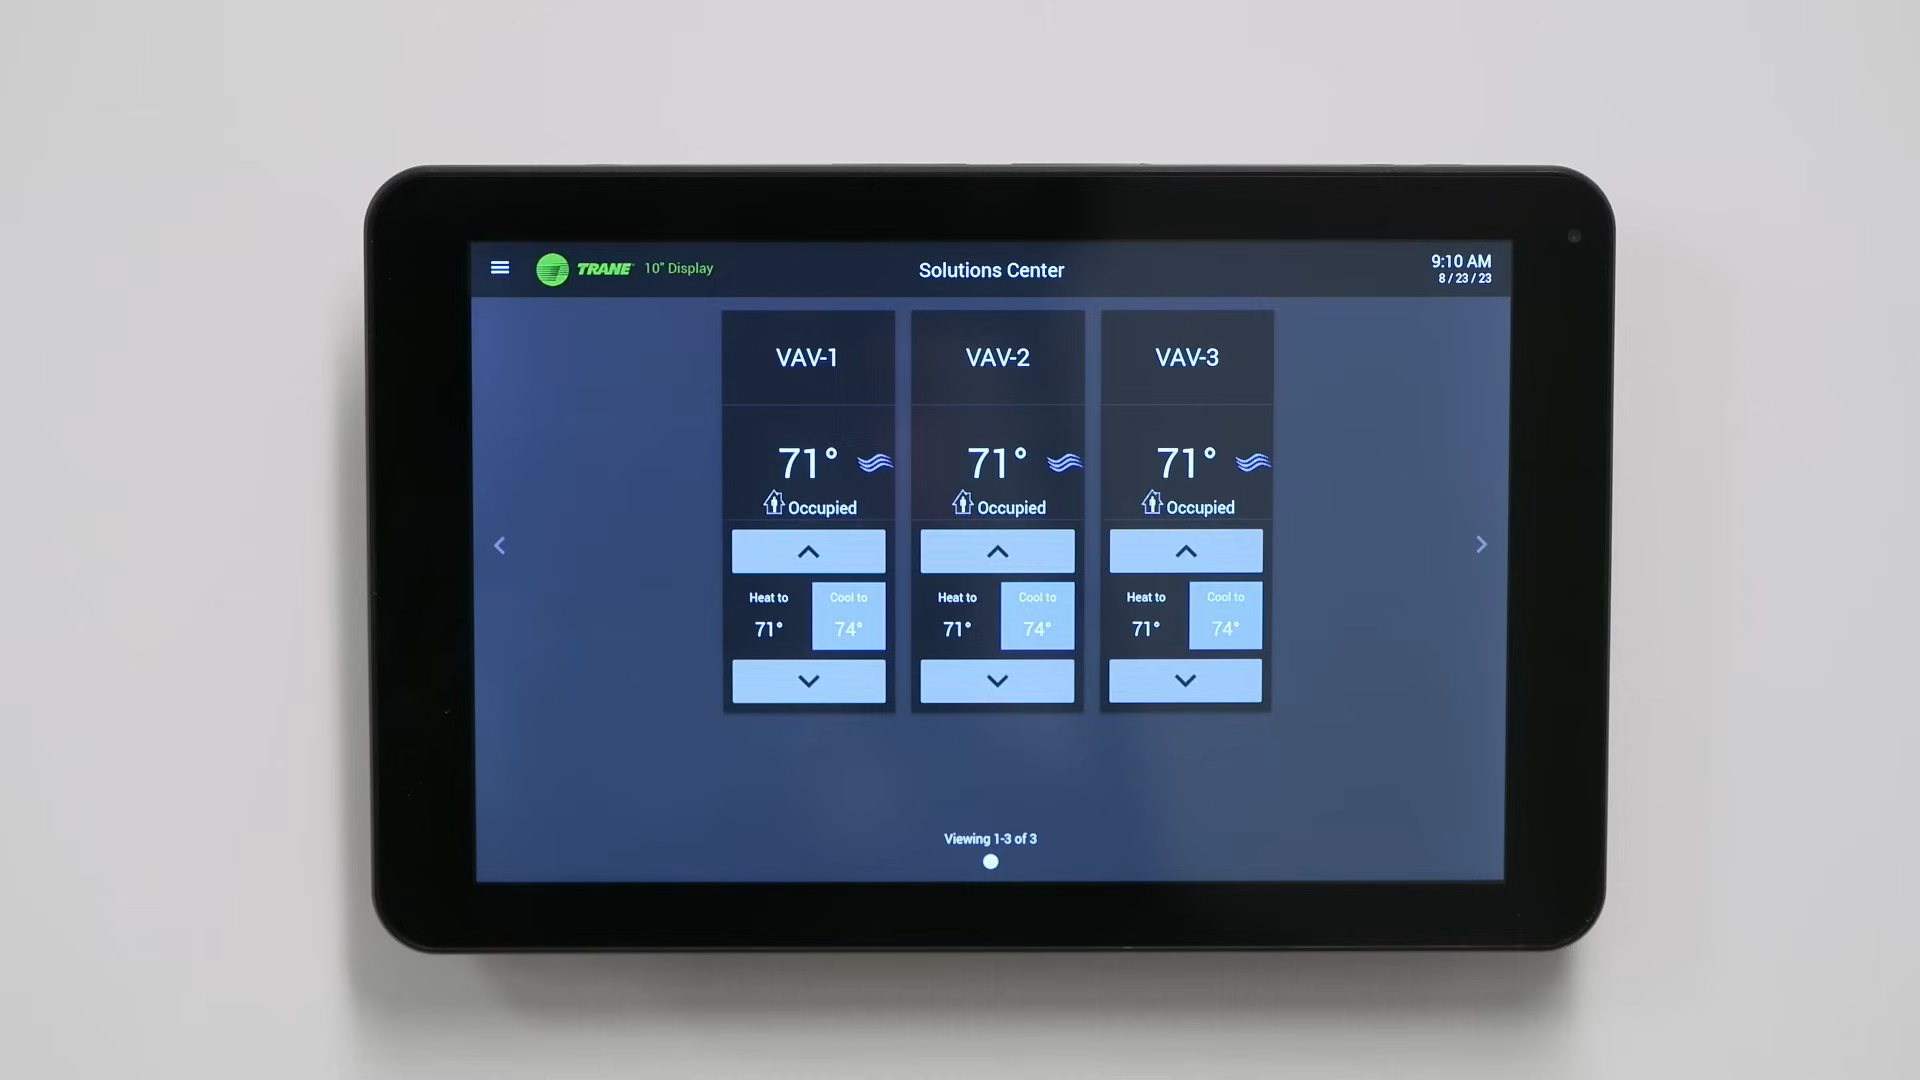 TRANE 10" Display
Solutions Center
9:10 AM
8 / 23 / 23
VAV-1
71°
Occupied
Heat to
71°
Cool to
74°
VAV-2
71°
Occupied
Heat to
71°
Cool to
74°
VAV-3
71°
Occupied
Heat to
71°
Cool to
74°
Viewing 1-3 of 3